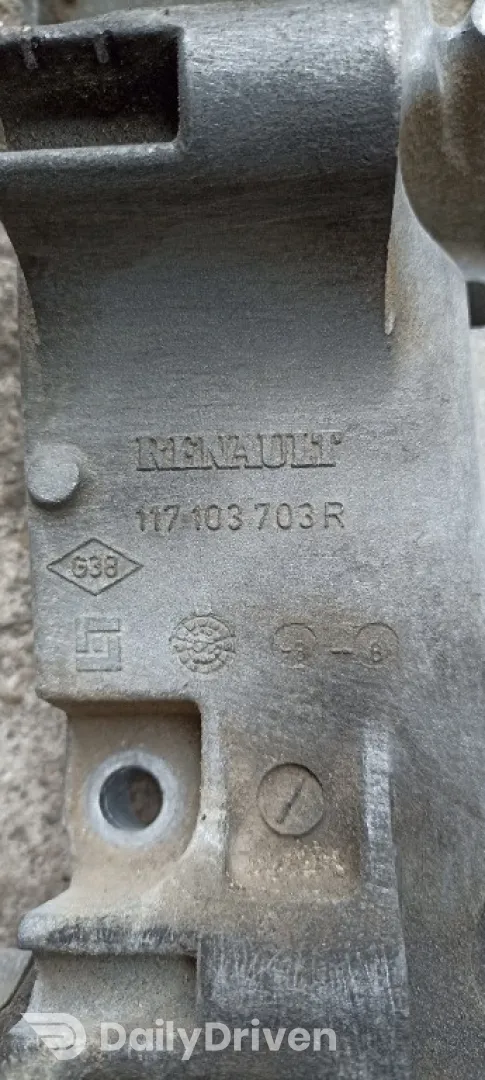 RENAULT
117 103 703 R
G38
DailyDriven